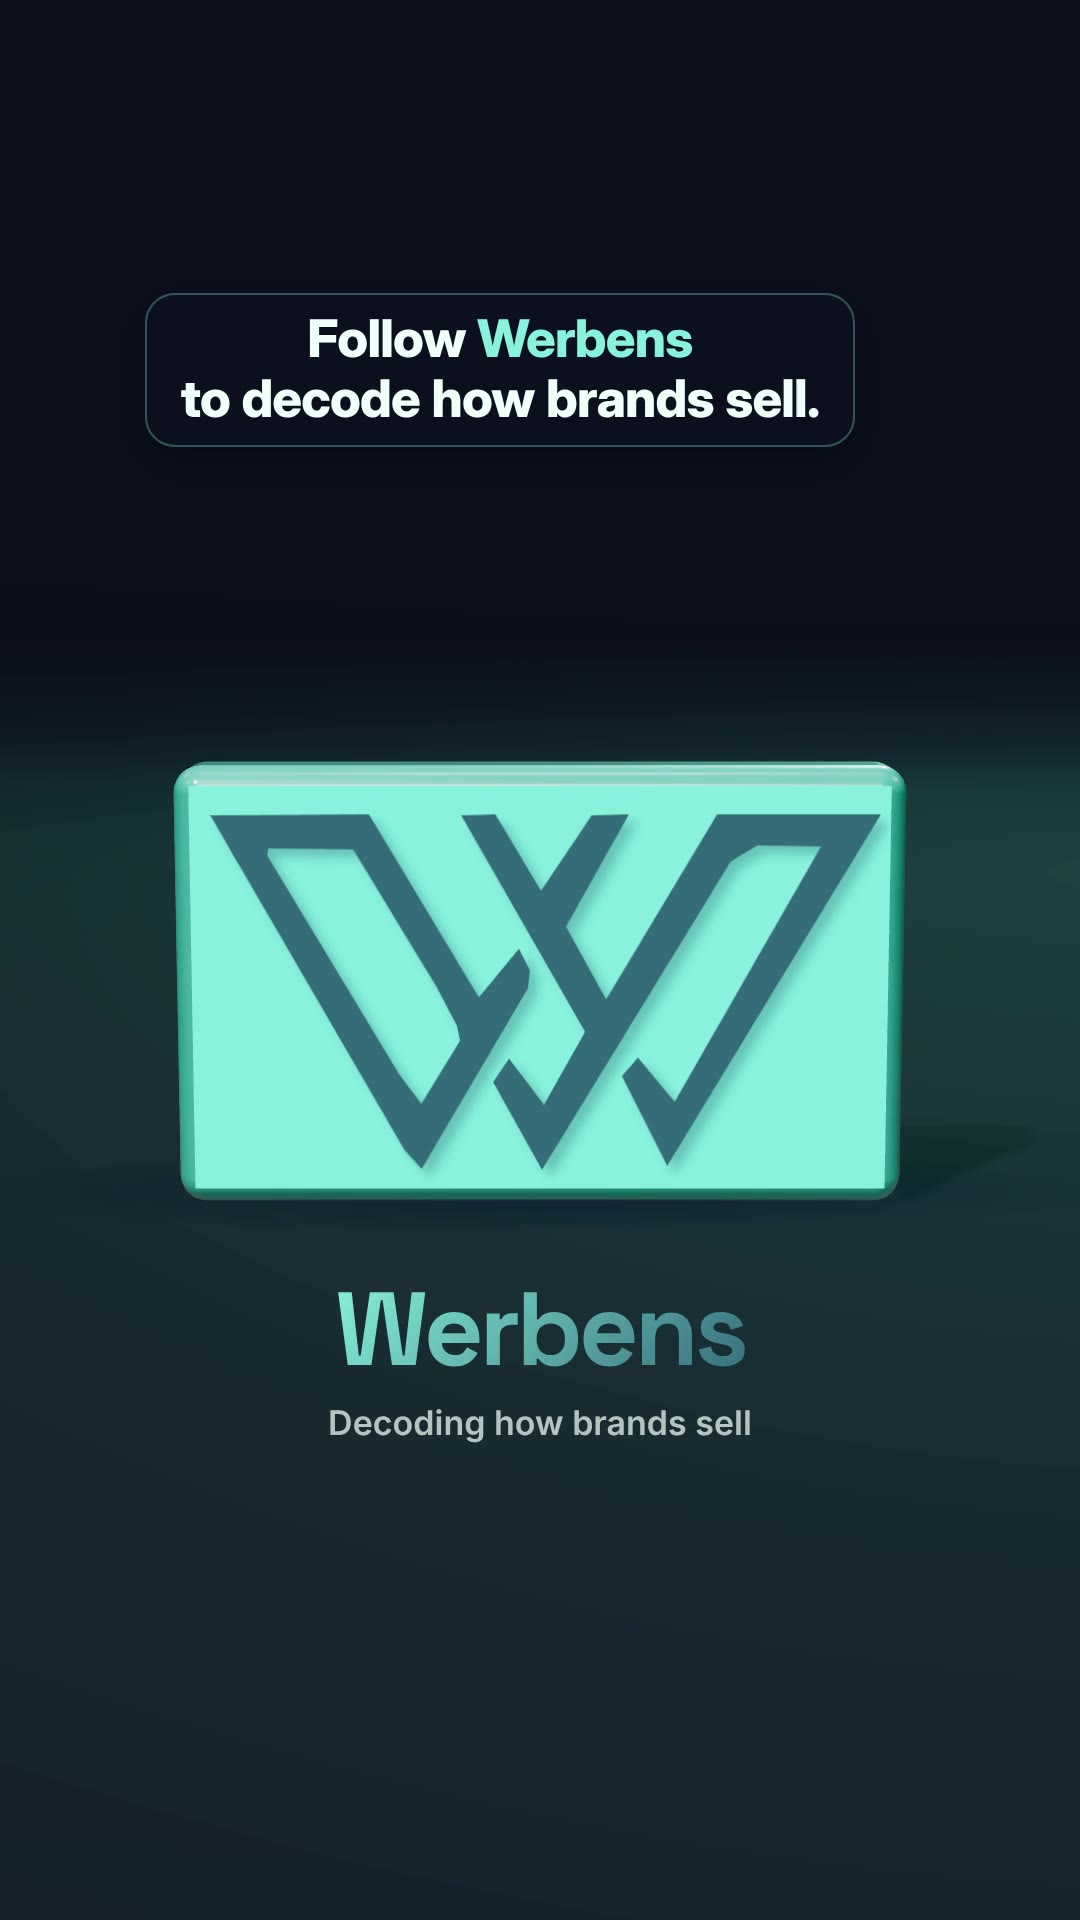 Follow Werbens
to decode how brands sell.
W
Werbens
Decoding how brands sell